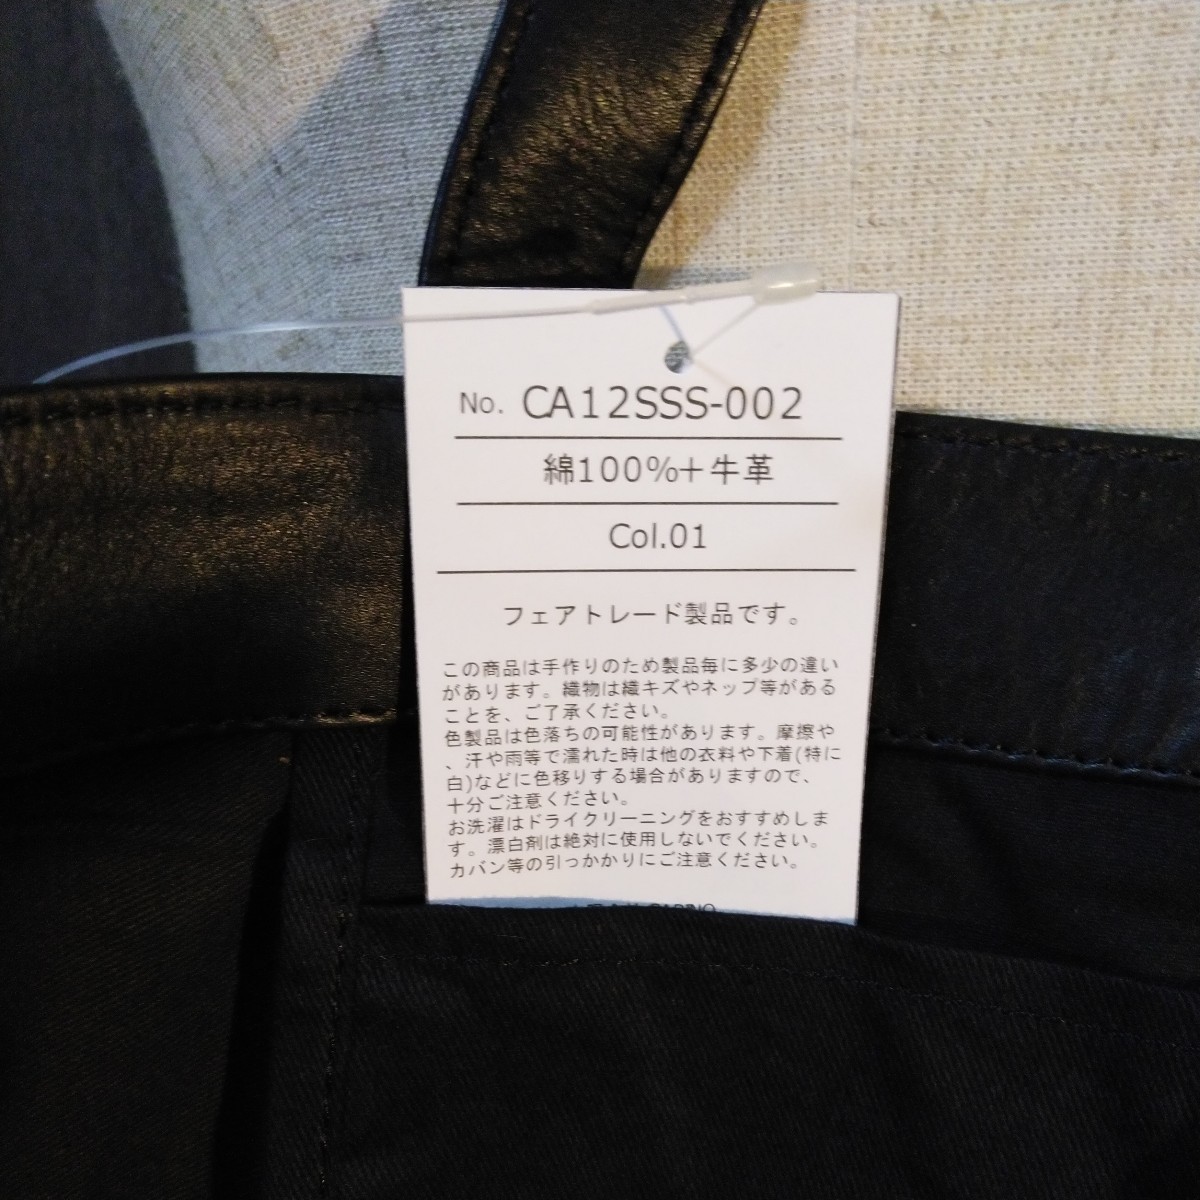 No. CA12SSS-002
綿100%＋牛革
Col.01
フェアトレード製品です。
この商品は手作りのため製品毎に多少の違い
があります。織物は織キズやネップ等がある
ことを、ご了承ください。
色製品は色落ちの可能性があります。摩擦や
、汗や雨等で濡れた時は他の衣料や下着(特に
白)などに色移りする場合がありますので、
十分ご注意ください。
お洗濯はドライクリーニングをおすすめしま
す。漂白剤は絶対に使用しないでください。
カバン等の引っかかりにご注意ください。